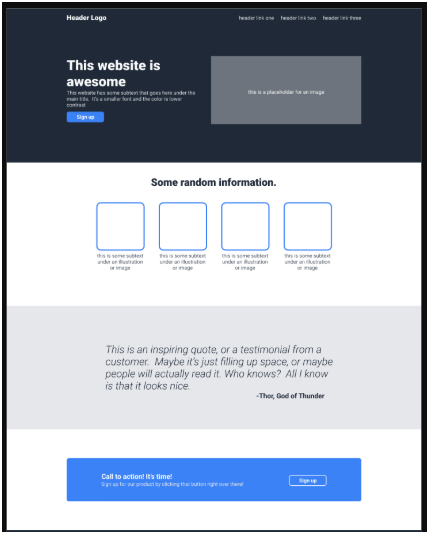 Header Logo
header link one header link two header link three
This website is
awesome
This website has some subtext that goes here under the
main title. It's a smaller font and the color is lower
contrast
Sign up
this is a placeholder for an image
Some random information.
this is some subtext
under an illustration
or image
this is some subtext
under an illustration
or image
this is some subtext
under an illustration
or image
this is some subtext
under an illustration
or image
This is an inspiring quote, or a testimonial from a
customer. Maybe it's just filling up space, or maybe
people will actually read it. Who knows? All I know
is that it looks nice.
-Thor, God of Thunder
Call to action! It's time!
Sign up for our product by clicking that button right over there!
Sign up